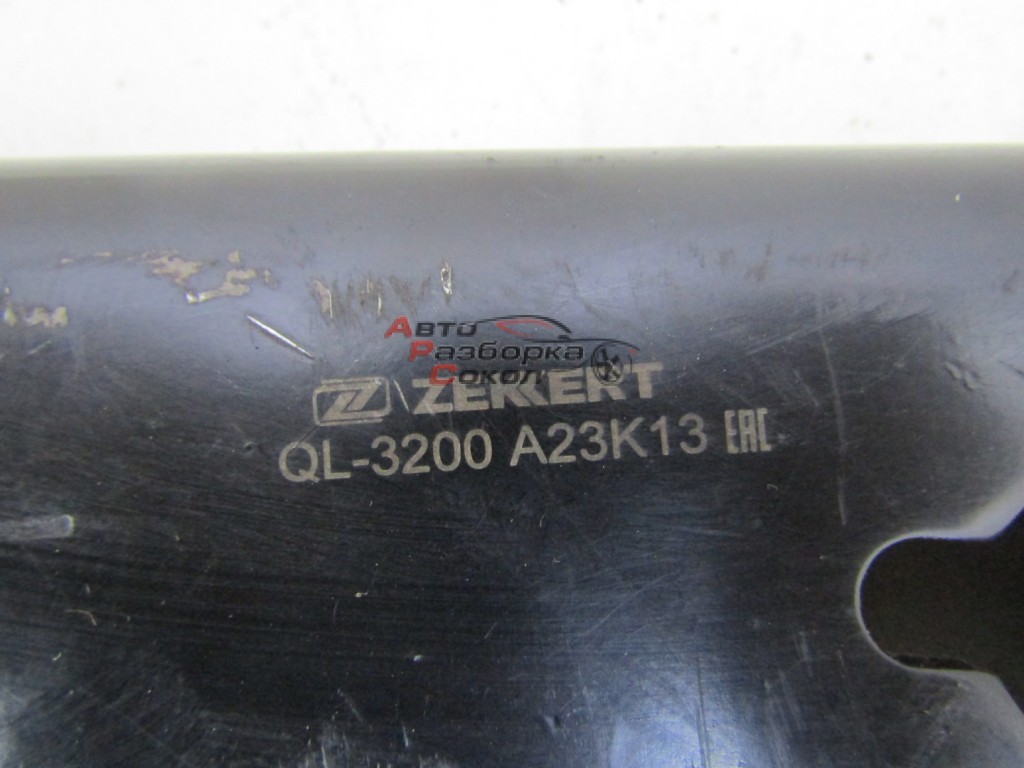 Авто
Разборка
Сокол
Z ZEKKERT
QL-3200 A23K13 EAC